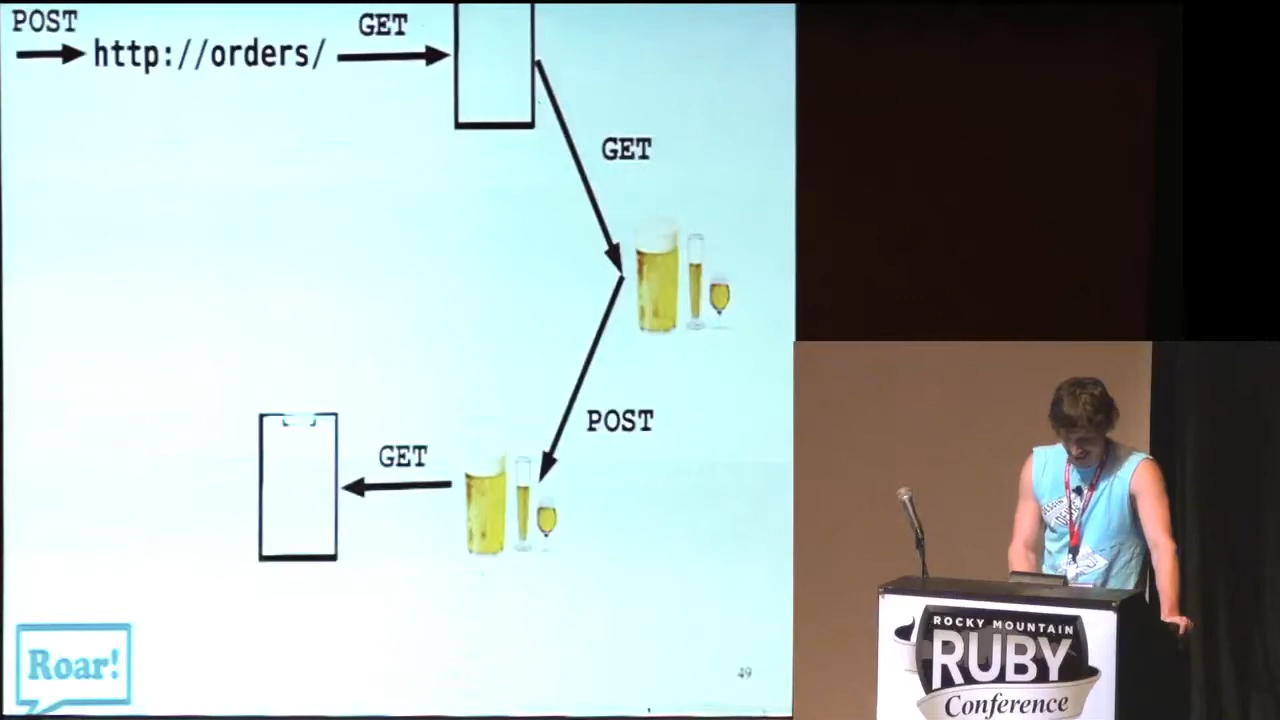 POST
http://orders/
GET
GET
POST
GET
Roar!
49
ROCKY MOUNTAIN
RUBY
Conference